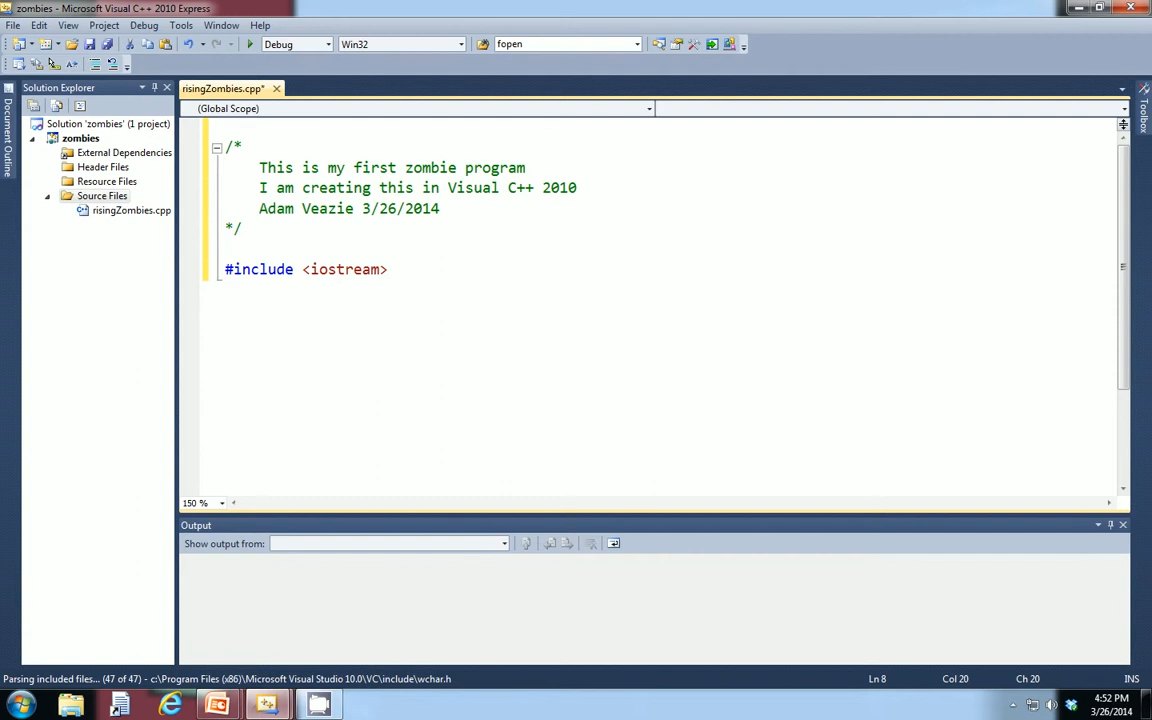 zombies - Microsoft Visual C++ 2010 Express
File Edit View Project Debug Tools Window Help
Debug Win32 fopen
Document Outline
Solution Explorer
Solution 'zombies' (1 project)
zombies
External Dependencies
Header Files
Resource Files
Source Files
risingZombies.cpp
risingZombies.cpp*
(Global Scope)
Toolbox
/*
This is my first zombie program
I am creating this in Visual C++ 2010
Adam Veazie 3/26/2014
*/
#include <iostream>
150 %
Output
Show output from:
Parsing included files... (47 of 47) - c:\Program Files (x86)\Microsoft Visual Studio 10.0\VC\include\wchar.h Ln 8 Col 20 Ch 20 INS
4:52 PM
3/26/2014